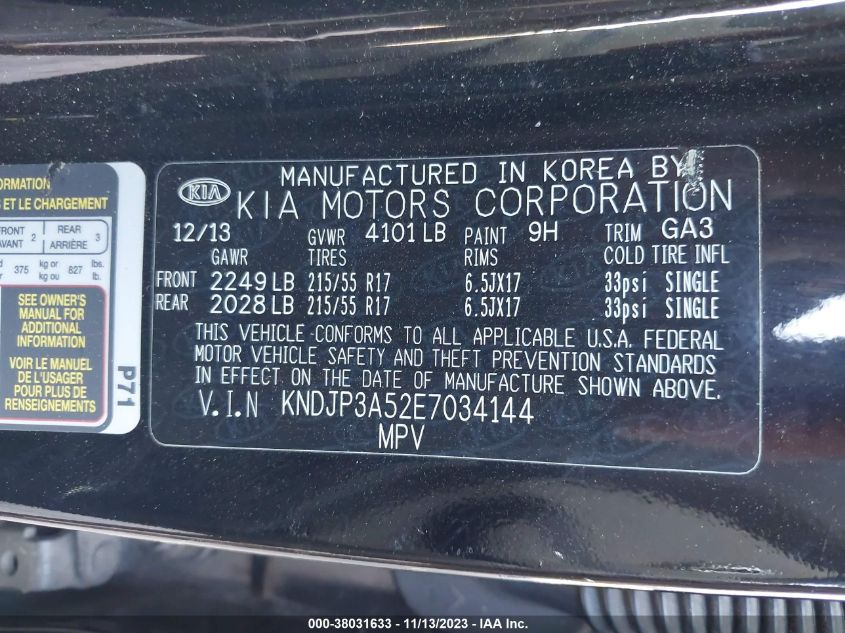 MANUFACTURED IN KOREA BY
KIA KIA MOTORS CORPORATION
12/13 GVWR 4101 LB PAINT 9H TRIM GA3
GAWR TIRES RIMS COLD TIRE INFL
FRONT 2249 LB 215/55 R17 6.5JX17 33psi SINGLE
REAR 2028 LB 215/55 R17 6.5JX17 33psi SINGLE
THIS VEHICLE CONFORMS TO ALL APPLICABLE U.S.A. FEDERAL
MOTOR VEHICLE SAFETY AND THEFT PREVENTION STANDARDS
IN EFFECT ON THE DATE OF MANUFACTURE SHOWN ABOVE.
V.I.N KNDJP3A52E7034144
MPV
ORMATION
ET LE CHARGEMENT
FRONT 2 REAR 3
AVANT ARRIÈRE
375 kg or 827 lbs.
kg ou lb.
SEE OWNER'S
MANUAL FOR
ADDITIONAL
INFORMATION
VOIR LE MANUEL
DE L'USAGER
POUR PLUS DE
RENSEIGNEMENTS
P71
000-38031633 - 11/13/2023 - IAA Inc.